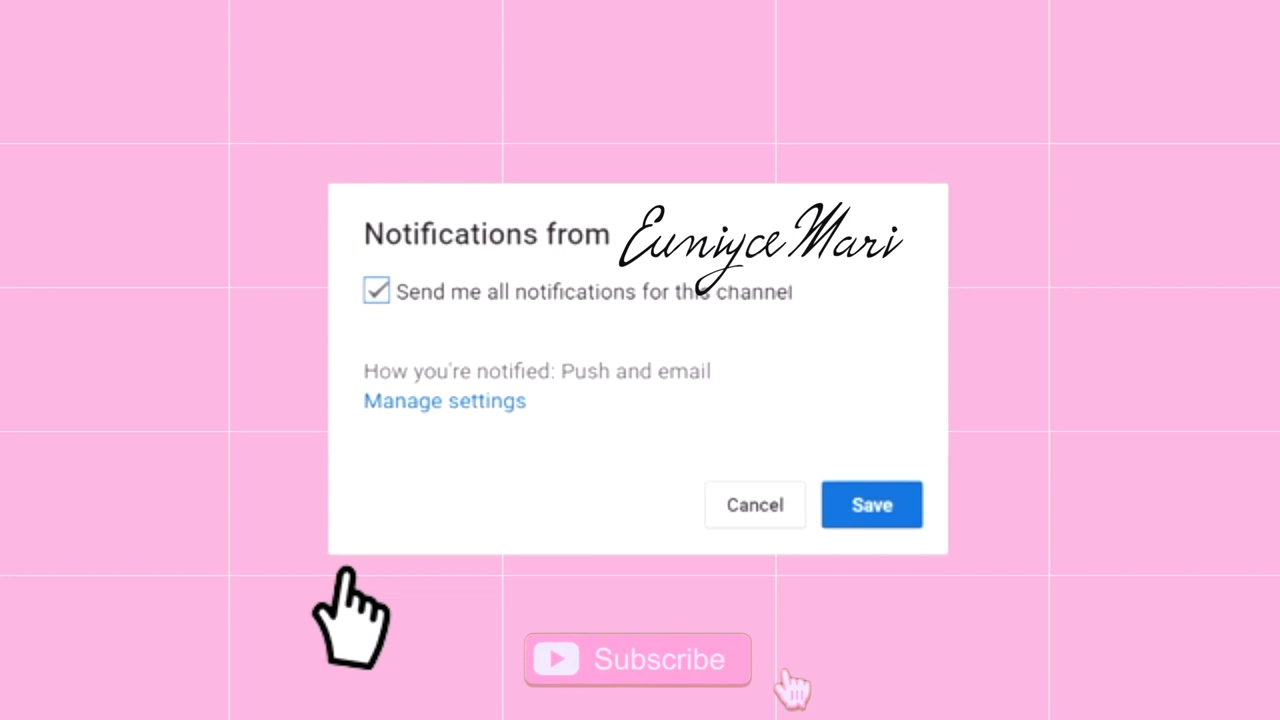 Notifications from EuniyceMari
Send me all notifications for this channel
How you're notified: Push and email
Manage settings
Cancel Save
Subscribe